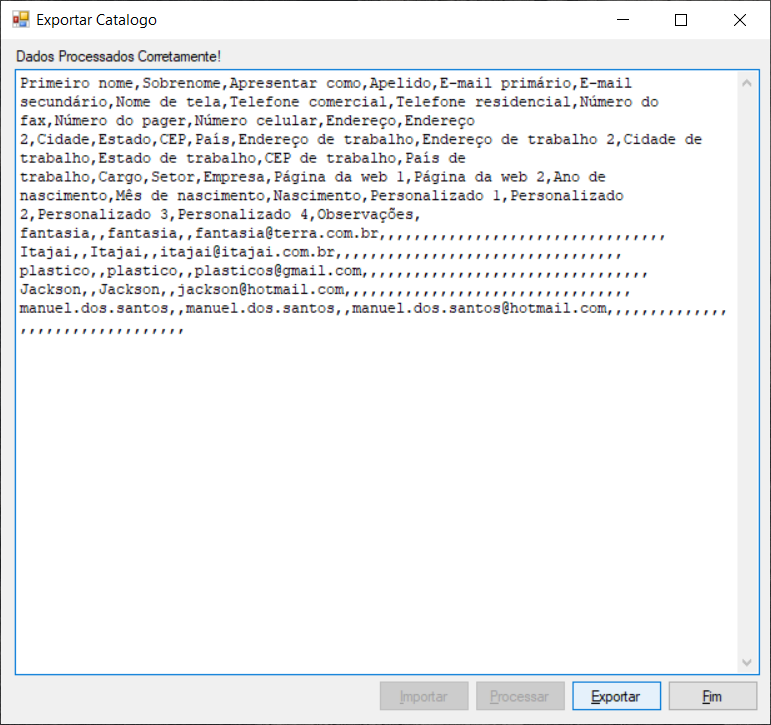 Exportar Catalogo
Dados Processados Corretamente!
Primeiro nome,Sobrenome,Apresentar como,Apelido,E-mail primário,E-mail
secundário,Nome de tela,Telefone comercial,Telefone residencial,Número do
fax,Número do pager,Número celular,Endereço,Endereço
2,Cidade,Estado,CEP,País,Endereço de trabalho,Endereço de trabalho 2,Cidade de
trabalho,Estado de trabalho,CEP de trabalho,País de
trabalho,Cargo,Setor,Empresa,Página da web 1,Página da web 2,Ano de
nascimento,Mês de nascimento,Nascimento,Personalizado 1,Personalizado
2,Personalizado 3,Personalizado 4,Observações,
fantasia,,fantasia,,fantasia@terra.com.br,,,,,,,,,,,,,,,,,,,,,,,,,,,,,,,,,
Itajai,,Itajai,,itajai@itajai.com.br,,,,,,,,,,,,,,,,,,,,,,,,,,,,,,,,,
plastico,,plastico,,plasticos@gmail.com,,,,,,,,,,,,,,,,,,,,,,,,,,,,,,,,,
Jackson,,Jackson,,jackson@hotmail.com,,,,,,,,,,,,,,,,,,,,,,,,,,,,,,,,,
manuel.dos.santos,,manuel.dos.santos,,manuel.dos.santos@hotmail.com,,,,,,,,,,,,,,
,,,,,,,,,,,,,,,,,,,
Importar
Processar
Exportar
Fim